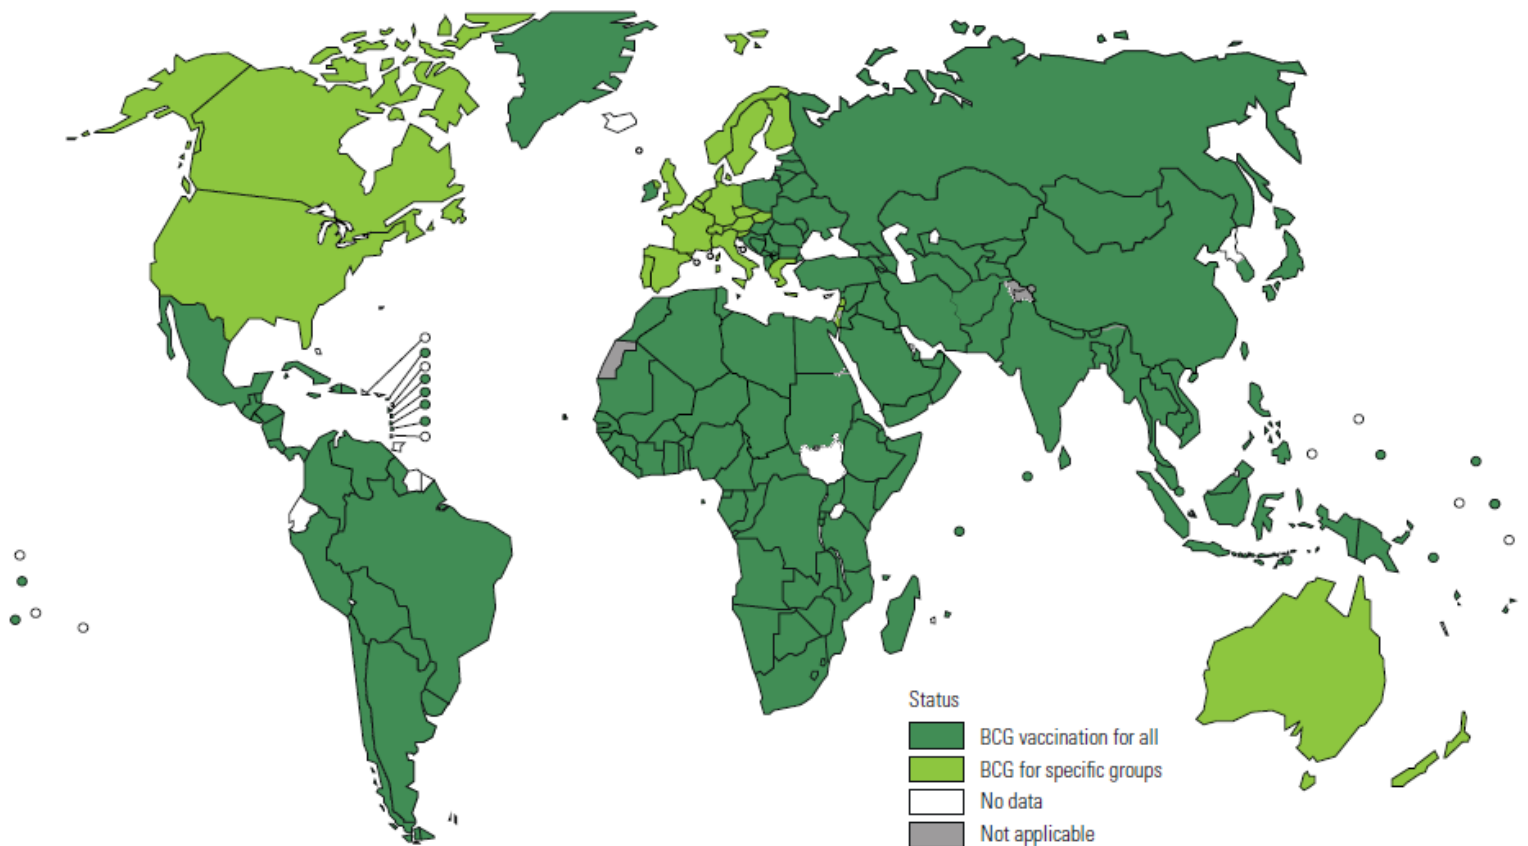 Status
BCG vaccination for all
BCG for specific groups
No data
Not applicable